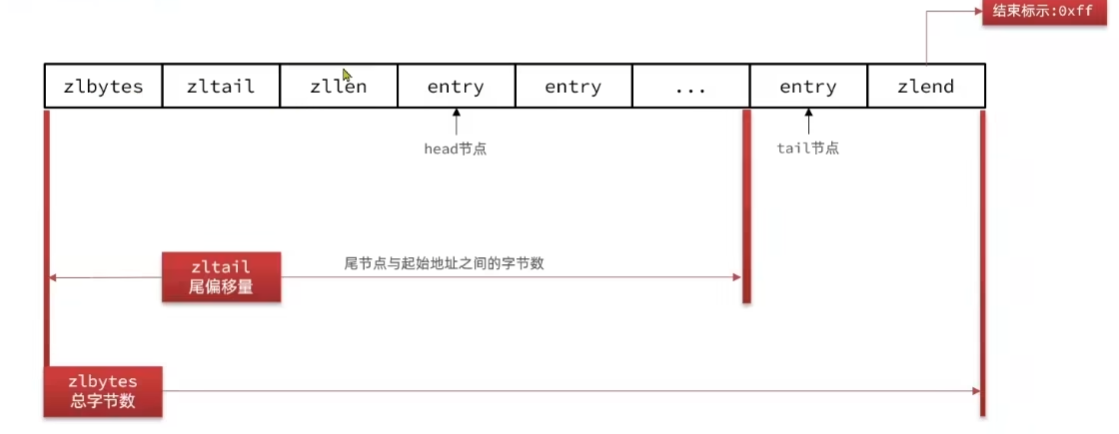 结束标示:0xff
zlbytes zltail zllen entry entry ... entry zlend
head节点 tail节点
zltail
尾偏移量
尾节点与起始地址之间的字节数
zlbytes
总字节数